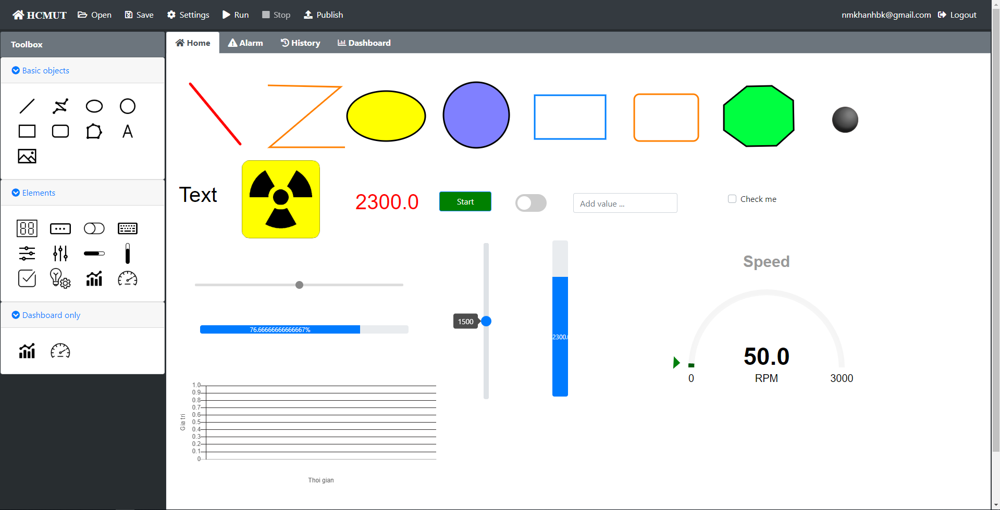 HCMUT Open Save Settings Run Stop Publish nmkhanhbk@gmail.com Logout
Toolbox
Home Alarm History Dashboard
Basic objects
A
Elements
Dashboard only
Text
2300.0
Start
Add value ...
Check me
76.66666666666667%
1500
2300.
Speed
50.0
0 RPM 3000
1.0
0.9
0.8
0.7
0.6
0.5
0.4
0.3
0.2
0.1
0
Gia tri
Thoi gian